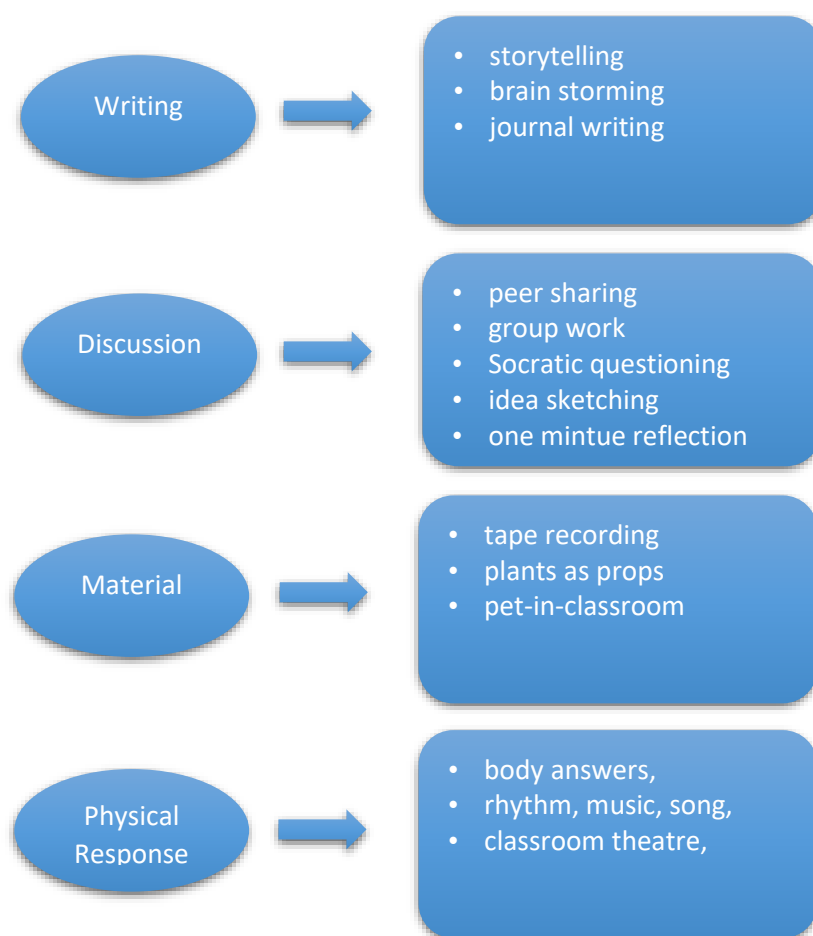 Writing
• storytelling
• brain storming
• journal writing
Discussion
• peer sharing
• group work
• Socratic questioning
• idea sketching
• one mintue reflection
Material
• tape recording
• plants as props
• pet-in-classroom
Physical
Response
• body answers,
• rhythm, music, song,
• classroom theatre,